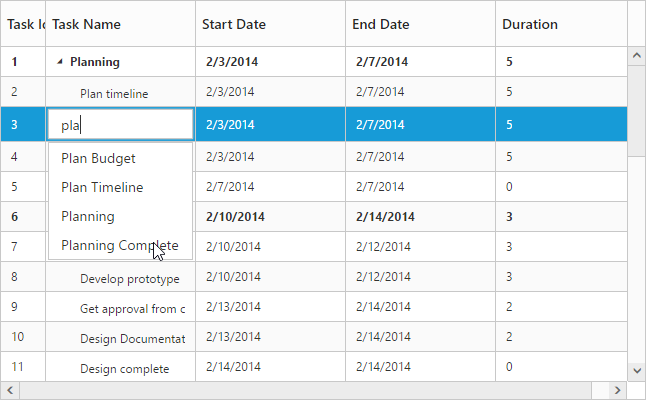 Task Id Task Name Start Date End Date Duration
1 Planning 2/3/2014 2/7/2014 5
2 Plan timeline 2/3/2014 2/7/2014 5
3 pla 2/3/2014 2/7/2014 5
4 Plan Budget 2/3/2014 2/7/2014 5
5 Plan Timeline 2/7/2014 2/7/2014 0
6 Planning 2/10/2014 2/14/2014 3
7 Planning Complete 2/10/2014 2/12/2014 3
8 Develop prototype 2/10/2014 2/12/2014 3
9 Get approval from c 2/13/2014 2/14/2014 2
10 Design Documentat 2/13/2014 2/14/2014 2
11 Design complete 2/14/2014 2/14/2014 0